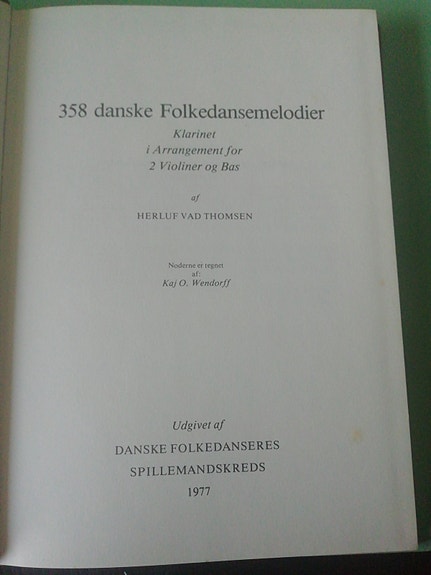 358 danske Folkedansemelodier
Klarinet
i Arrangement for
2 Violiner og Bas
af
HERLUF VAD THOMSEN
Noderne er tegnet
af:
Kaj O. Wendorff
Udgivet af
DANSKE FOLKEDANSERES
SPILLEMANDSKREDS
1977